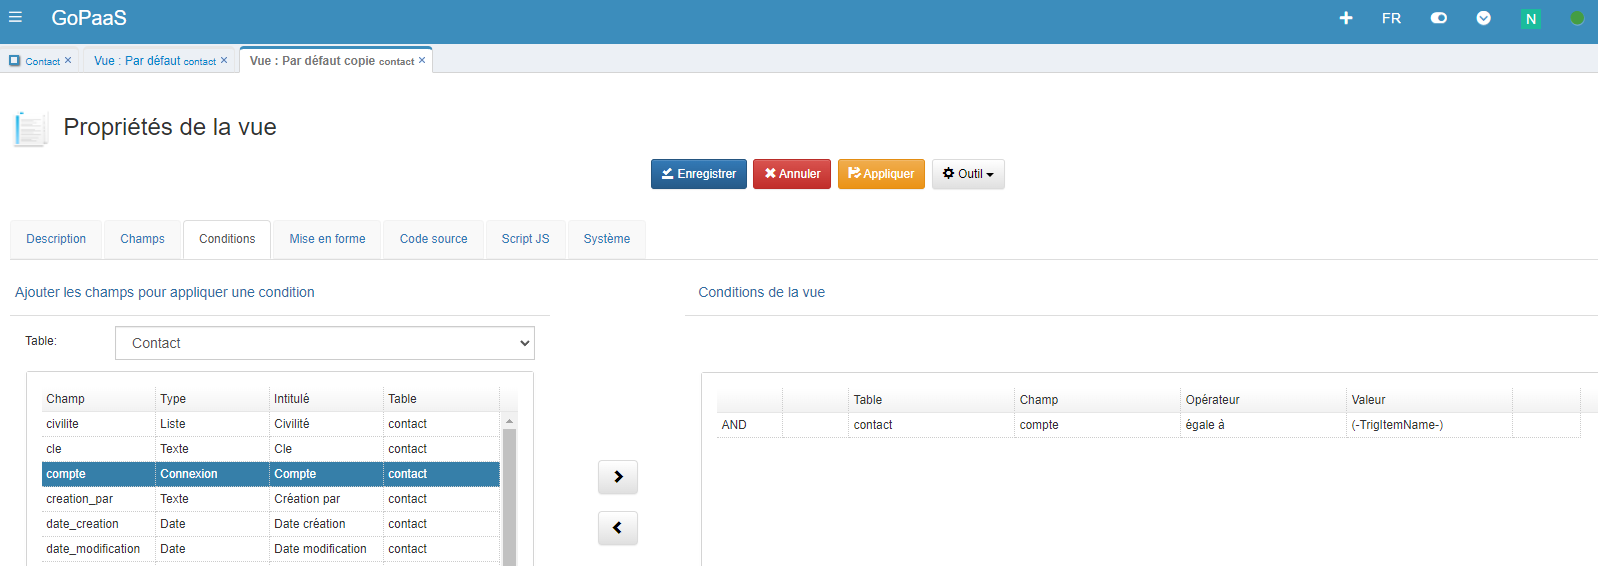 GoPaaS
FR
N
Contact ×
Vue : Par défaut contact ×
Vue : Par défaut copie contact ×
Propriétés de la vue
Enregistrer
Annuler
Appliquer
Outil
Description
Champs
Conditions
Mise en forme
Code source
Script JS
Système
Ajouter les champs pour appliquer une condition
Conditions de la vue
Table:
Contact
Champ Type Intitulé Table
civilite Liste Civilité contact
cle Texte Cle contact
compte Connexion Compte contact
creation_par Texte Création par contact
date_creation Date Date création contact
date_modification Date Date modification contact
Table Champ Opérateur Valeur
AND contact compte égale à (-TrigItemName-)